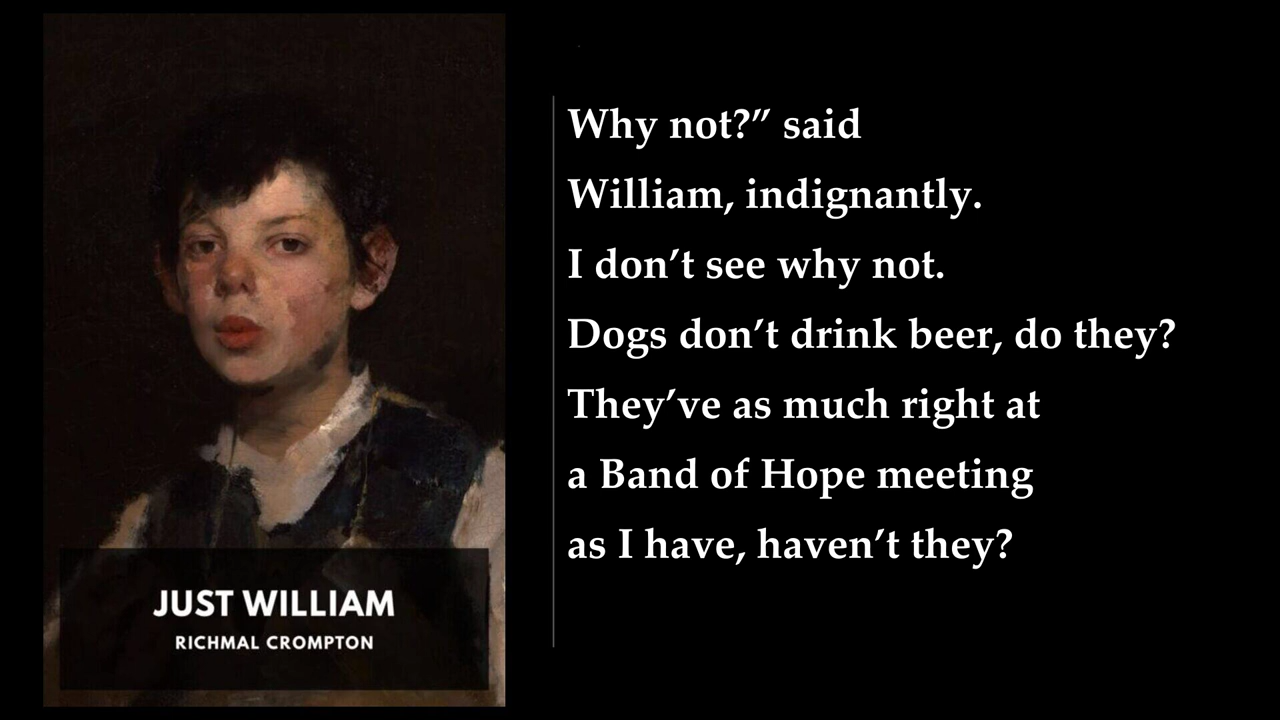 Why not?” said
William, indignantly.
I don’t see why not.
Dogs don’t drink beer, do they?
They’ve as much right at
a Band of Hope meeting
as I have, haven’t they?
JUST WILLIAM
RICHMAL CROMPTON